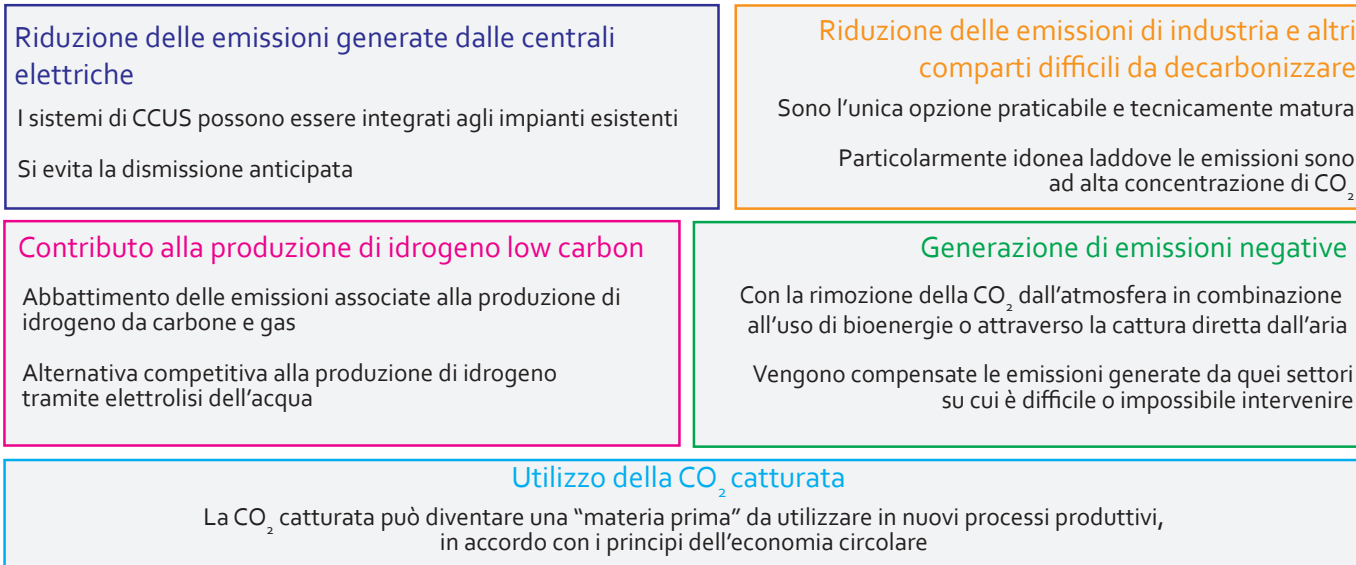 Riduzione delle emissioni generate dalle centrali
elettriche
I sistemi di CCUS possono essere integrati agli impianti esistenti
Si evita la dismissione anticipata
Riduzione delle emissioni di industria e altri
comparti difficili da decarbonizzare
Sono l'unica opzione praticabile e tecnicamente matura
Particolarmente idonea laddove le emissioni sono
ad alta concentrazione di CO₂
Contributo alla produzione di idrogeno low carbon
Abbattimento delle emissioni associate alla produzione di
idrogeno da carbone e gas
Alternativa competitiva alla produzione di idrogeno
tramite elettrolisi dell'acqua
Generazione di emissioni negative
Con la rimozione della CO₂ dall'atmosfera in combinazione
all'uso di bioenergie o attraverso la cattura diretta dall'aria
Vengono compensate le emissioni generate da quei settori
su cui è difficile o impossibile intervenire
Utilizzo della CO₂ catturata
La CO₂ catturata può diventare una "materia prima" da utilizzare in nuovi processi produttivi,
in accordo con i principi dell'economia circolare